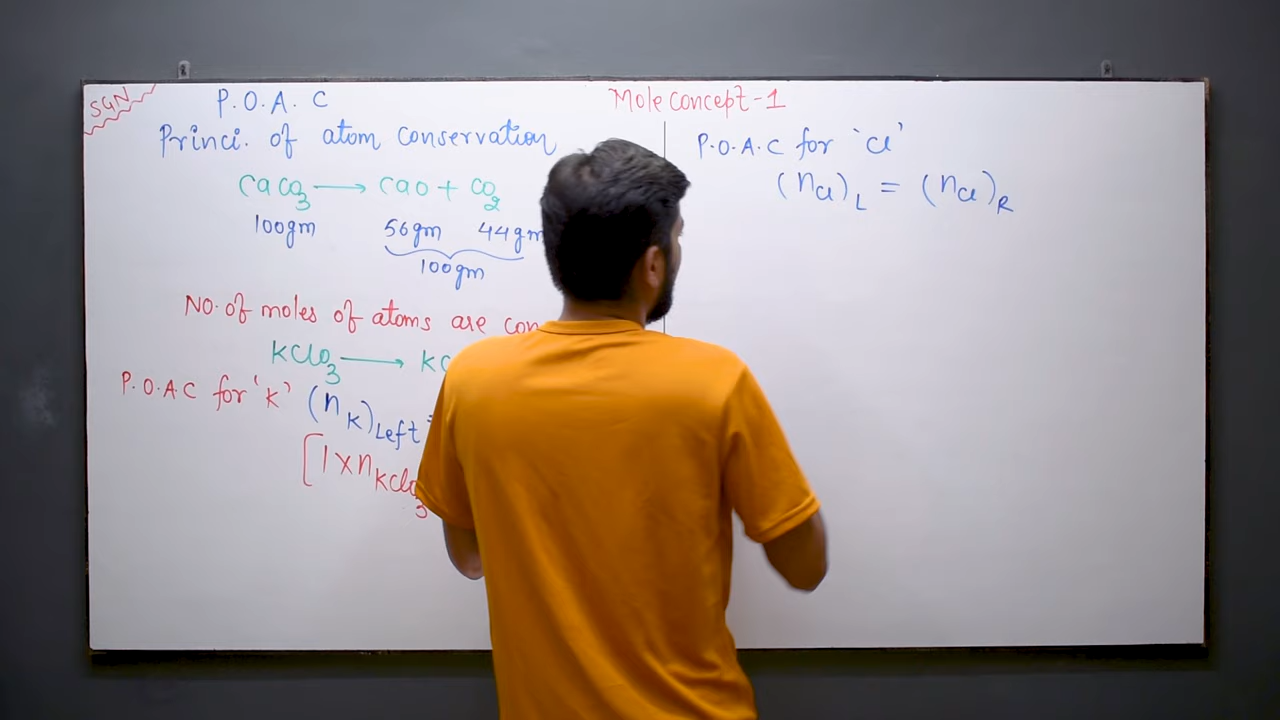 SGN
P.O.A.C
Mole Concept-1
Princi. of atom conservation
CaCO3 → CaO + CO2
100gm 56gm 44gm
100gm
No. of moles of atoms are con
KClO3 → KC
P.O.A.C for 'K' (nK)Left =
[1×nKClO3
P.O.A.C for 'Cl'
(nCl)L = (nCl)R